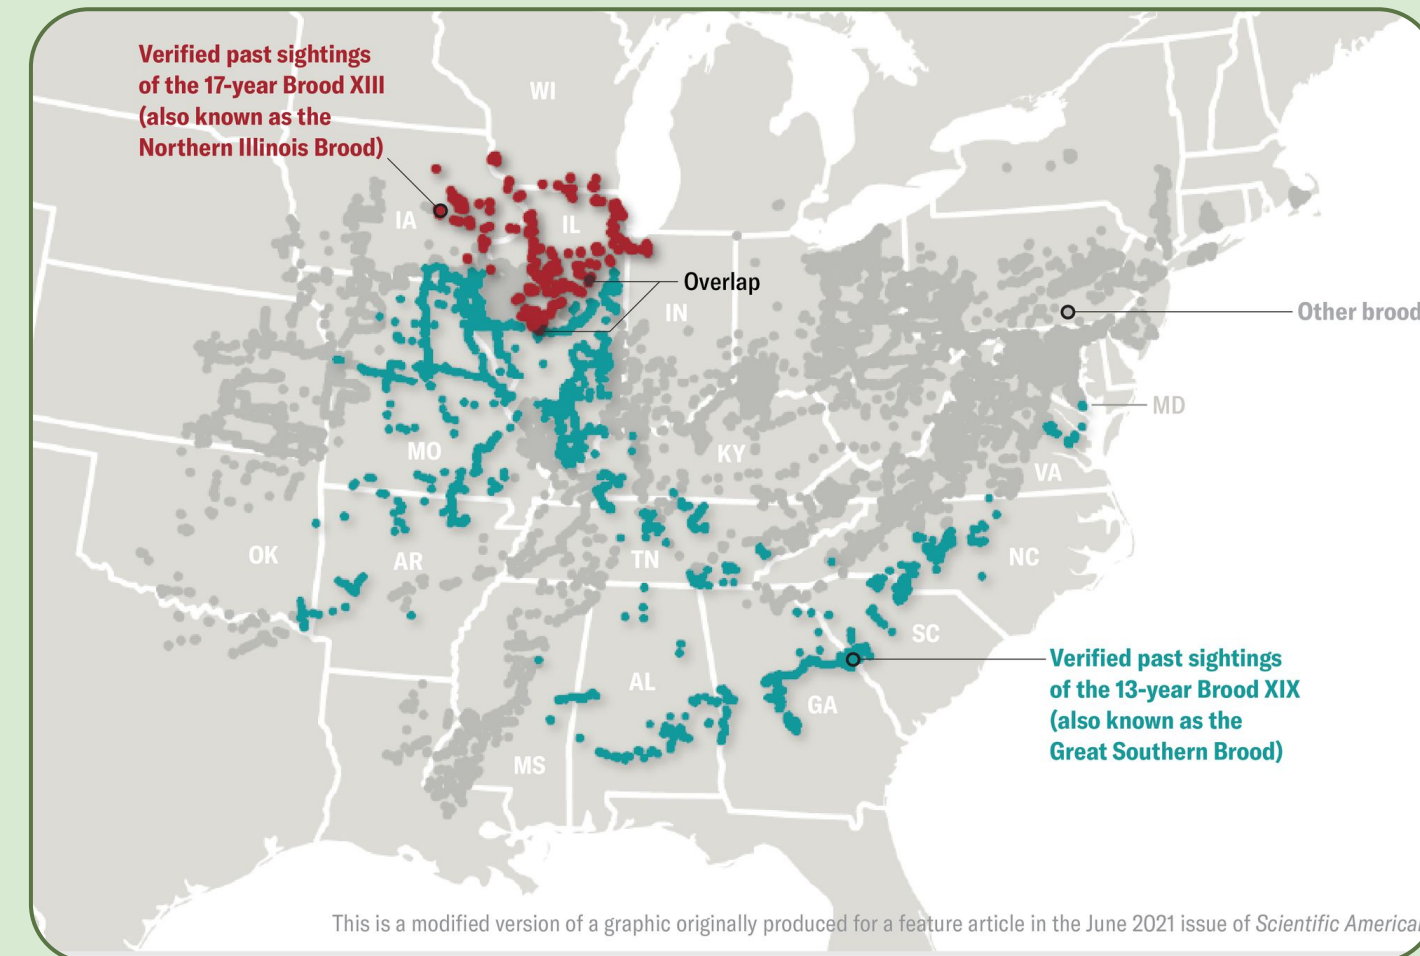 Verified past sightings
of the 17-year Brood XIII
(also known as the
Northern Illinois Brood)
WI
IA
IL
Overlap
IN
Other brood
MD
MO
KY
VA
OK
AR
TN
NC
SC
Verified past sightings
of the 13-year Brood XIX
(also known as the
Great Southern Brood)
AL
GA
MS
This is a modified version of a graphic originally produced for a feature article in the June 2021 issue of Scientific America